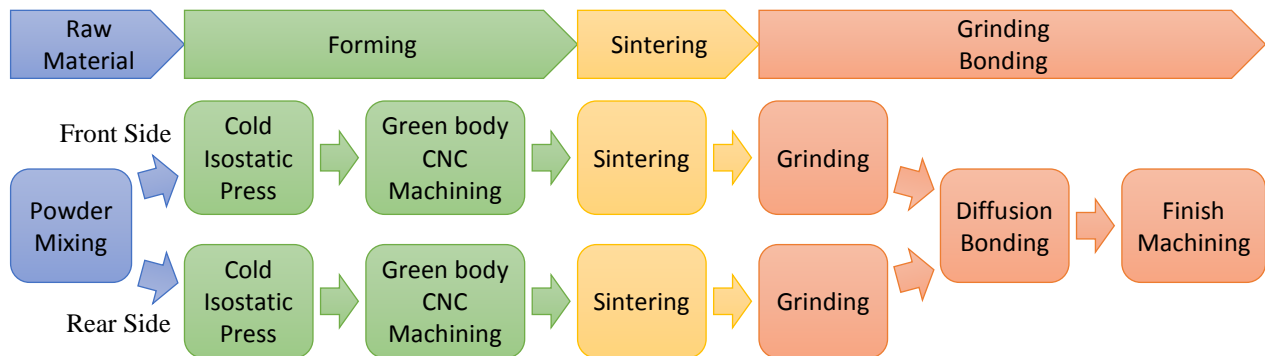 Raw
Material
Forming
Sintering
Grinding
Bonding
Front Side
Powder
Mixing
Rear Side
Cold
Isostatic
Press
Green body
CNC
Machining
Sintering
Grinding
Cold
Isostatic
Press
Green body
CNC
Machining
Sintering
Grinding
Diffusion
Bonding
Finish
Machining